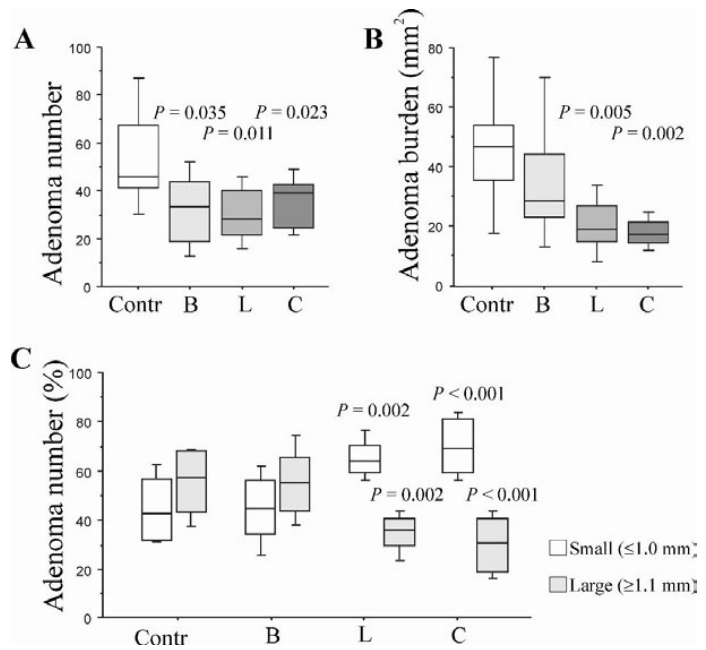 A
Adenoma number
100
80
60
40
20
0
P = 0.035
P = 0.011
P = 0.023
Contr B L C
B
Adenoma burden (mm²)
80
60
40
20
0
P = 0.005
P = 0.002
Contr B L C
C
Adenoma number (%)
100
80
60
40
20
0
P = 0.002
P < 0.001
P = 0.002
P < 0.001
Contr B L C
Small (≤1.0 mm)
Large (≥1.1 mm)